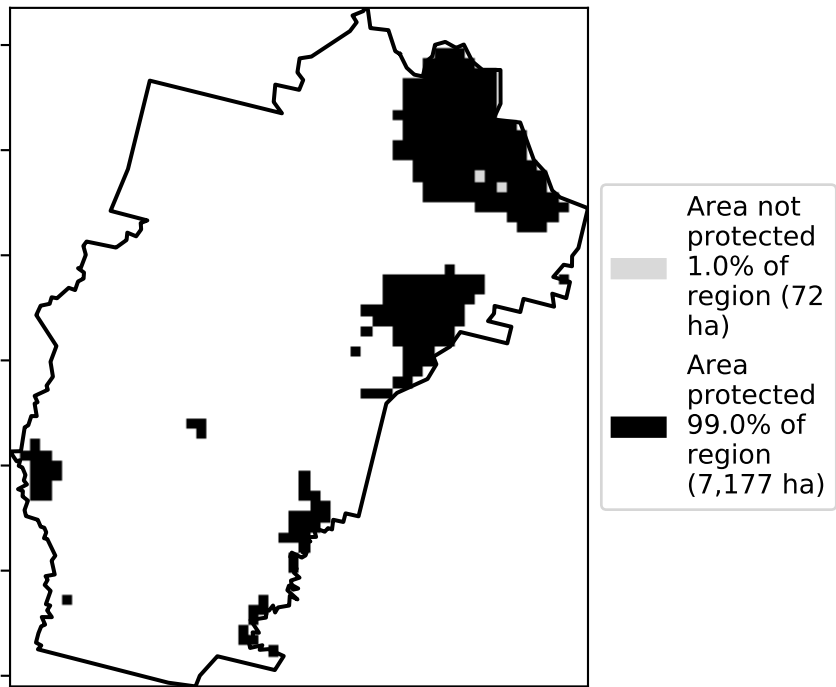 Area not
protected
1.0% of
region (72
ha)
Area
protected
99.0% of
region
(7,177 ha)